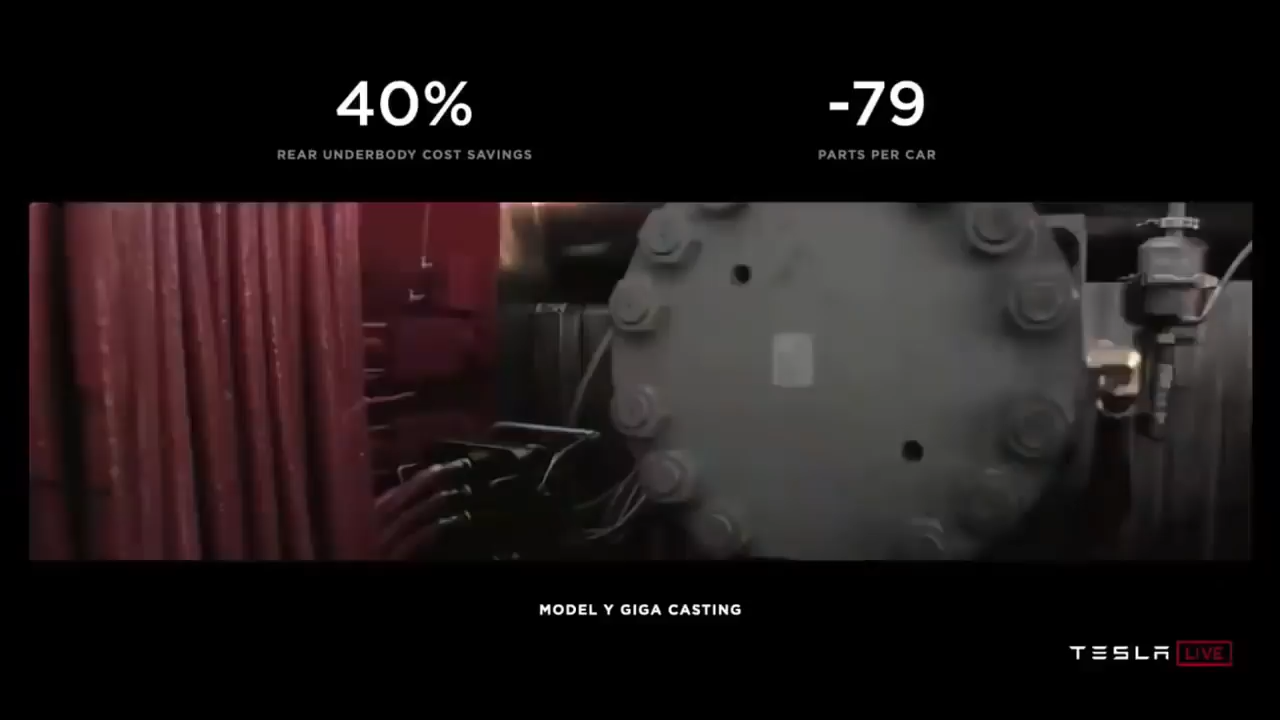 40%
-79
REAR UNDERBODY COST SAVINGS
PARTS PER CAR
MODEL Y GIGA CASTING
TESLA LIVE